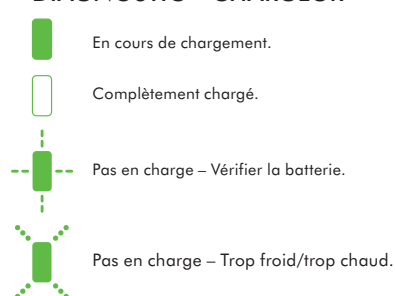 En cours de chargement.
Complètement chargé.
Pas en charge – Vérifier la batterie.
Pas en charge – Trop froid/trop chaud.